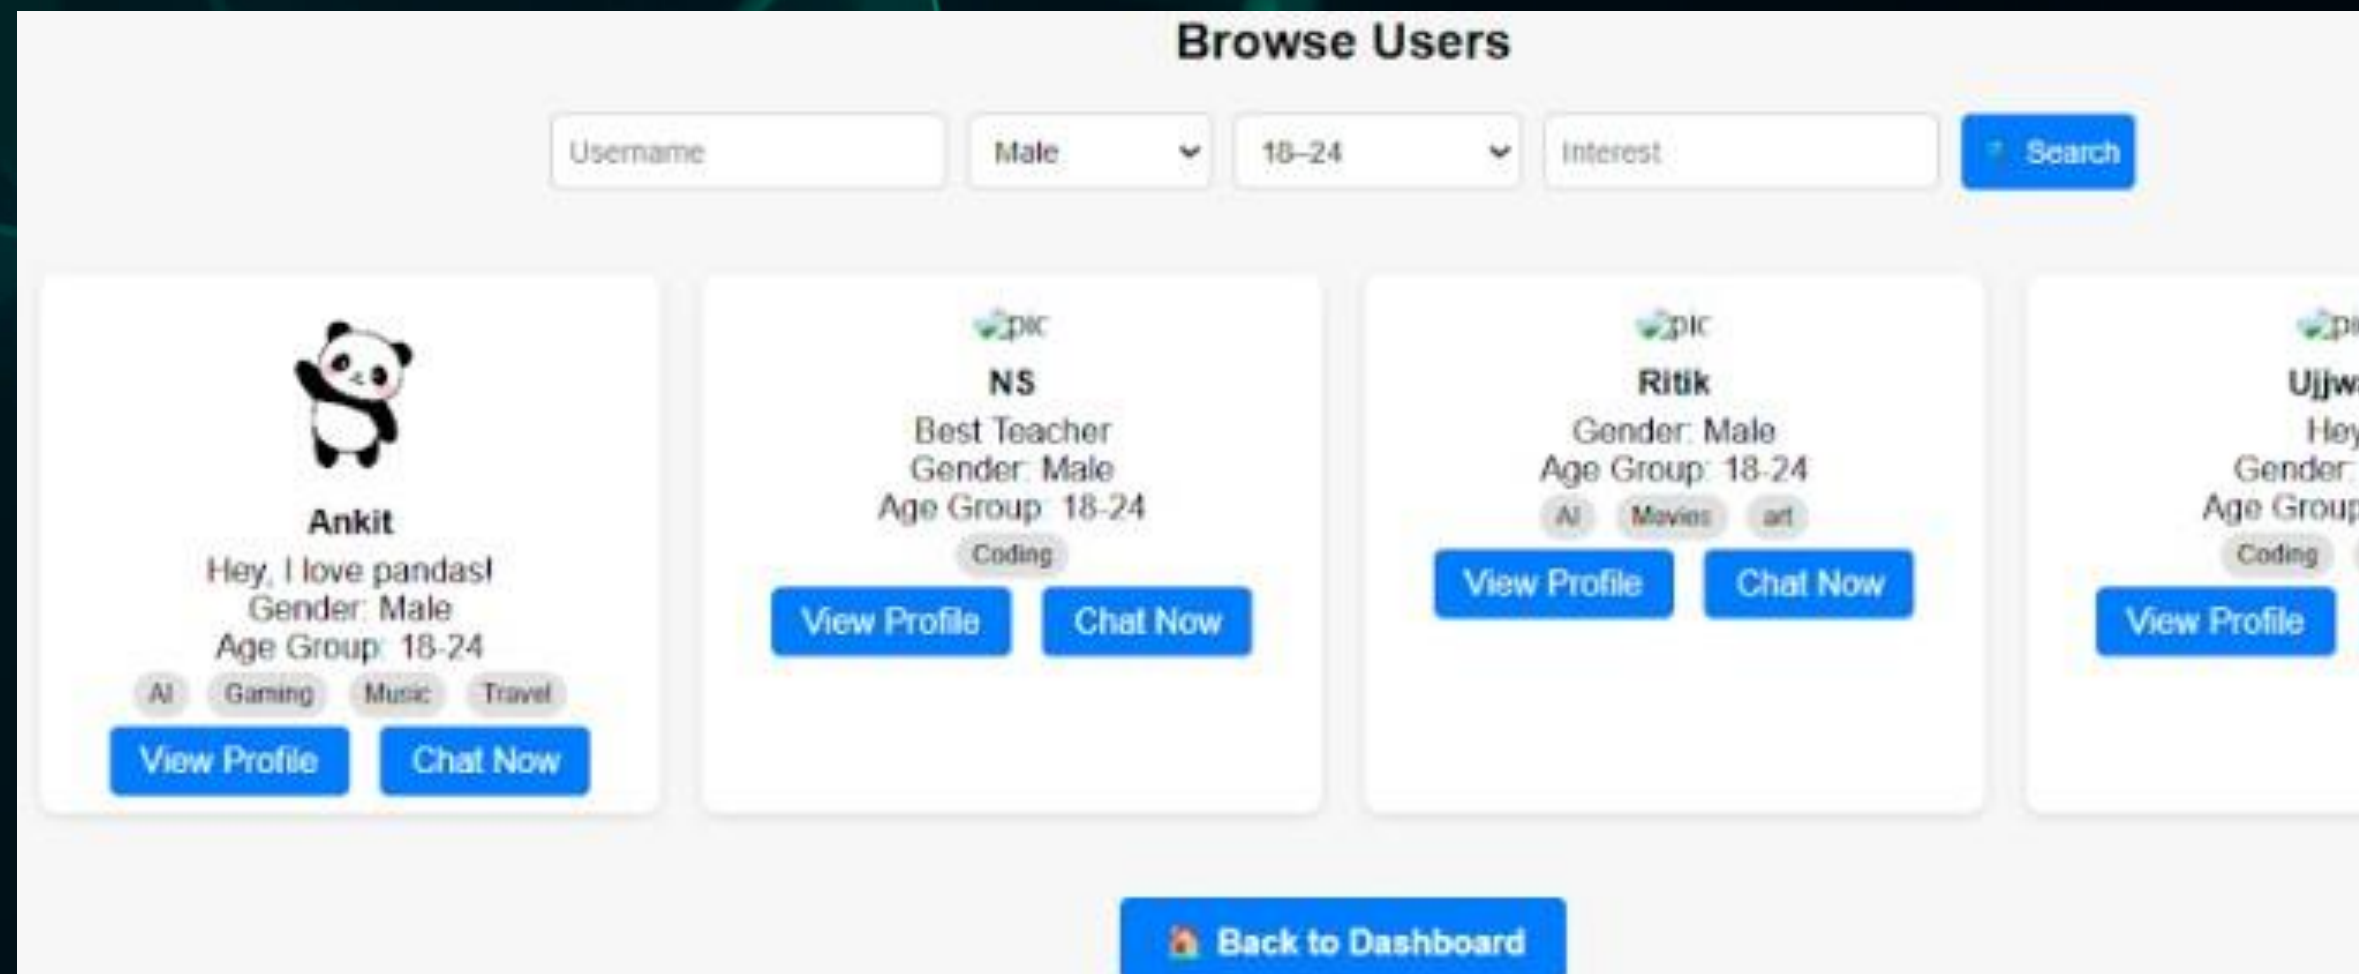 Browse Users
Username Male 18–24 Interest Search
Ankit
Hey, I love pandas!
Gender: Male
Age Group: 18-24
AI Gaming Music Travel
View Profile Chat Now
pic
NS
Best Teacher
Gender: Male
Age Group: 18-24
Coding
View Profile Chat Now
pic
Ritik
Gender: Male
Age Group: 18-24
AI Movies art
View Profile Chat Now
Hey
Gender:
Age Group
Coding
View Profile
Back to Dashboard